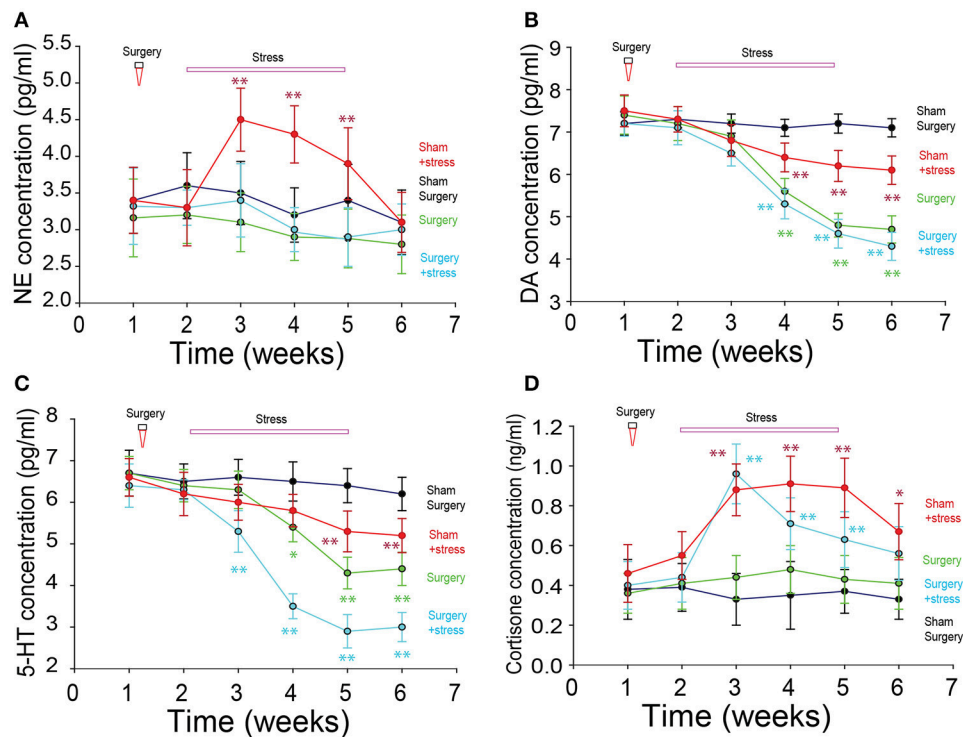 A
Surgery
Stress
NE concentration (pg/ml)
5.5
5.0
4.5
4.0
3.5
3.0
2.5
2.0
** ** **
Sham
+stress
Sham
Surgery
Surgery
Surgery
+stress
0 1 2 3 4 5 6 7
Time (weeks)
B
Surgery
Stress
DA concentration (pg/ml)
9
8
7
6
5
4
3
Sham
Surgery
Sham
+stress
Surgery
Surgery
+stress
** ** **
** ** **
** ** **
0 1 2 3 4 5 6 7
Time (weeks)
C
Surgery
Stress
5-HT concentration (pg/ml)
8
7
6
5
4
3
2
Sham
Surgery
Sham
+stress
Surgery
Surgery
+stress
** **
* ** **
** ** ** **
0 1 2 3 4 5 6 7
Time (weeks)
D
Surgery
Stress
Cortisone concentration (ng/ml)
1.2
1.0
0.8
0.6
0.4
0.2
0.0
** ** ** *
** ** **
Sham
+stress
Surgery
Surgery
+stress
Sham
Surgery
0 1 2 3 4 5 6 7
Time (weeks)